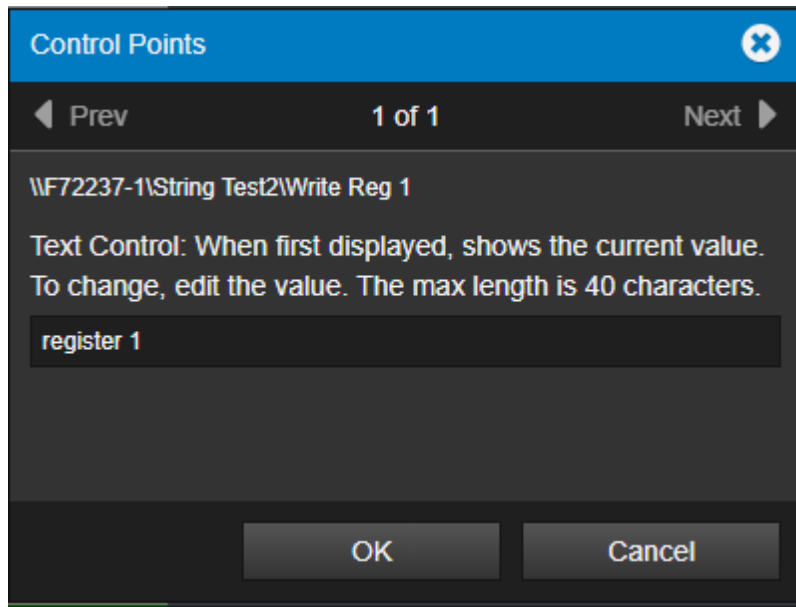 Control Points
Prev 1 of 1 Next
\\F72237-1\String Test2\Write Reg 1
Text Control: When first displayed, shows the current value.
To change, edit the value. The max length is 40 characters.
register 1
OK Cancel